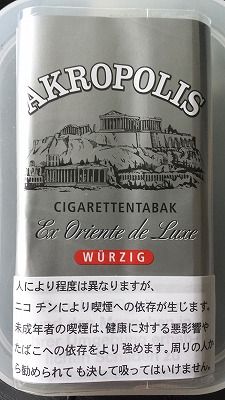 AKROPOLIS
CIGARETTENTABAK
Ex Oriente de Luxe
WÜRZIG
人により程度は異なりますが、
ニコチンにより喫煙への依存が生じます。
未成年者の喫煙は、健康に対する悪影響や
たばこへの依存をより強めます。周りの人か
ら勧められても決して吸ってはいけません。